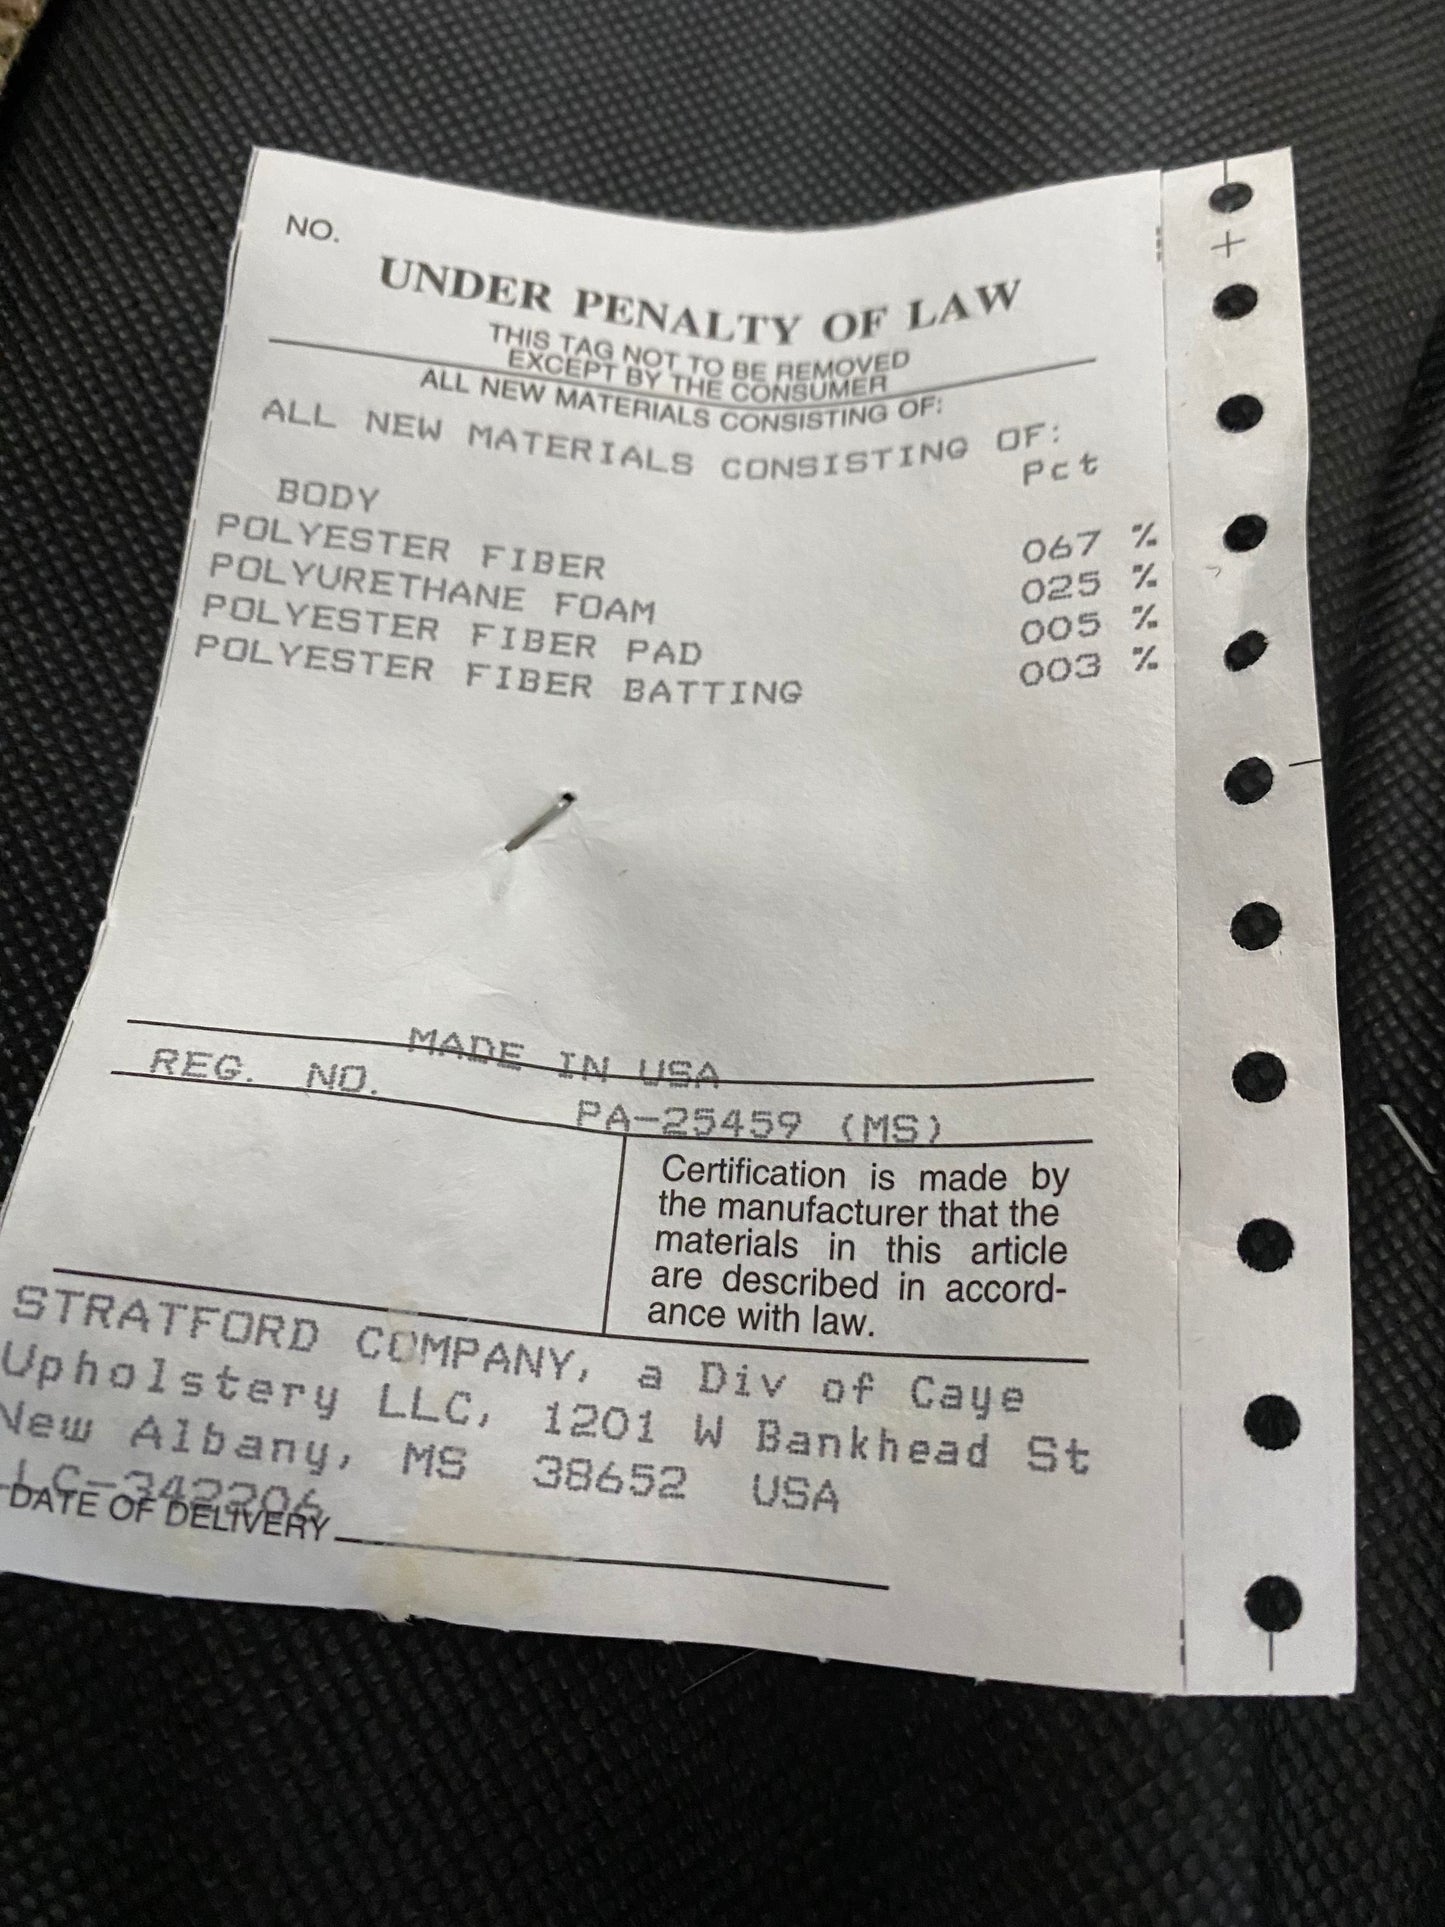 NO.
UNDER PENALTY OF LAW
THIS TAG NOT TO BE REMOVED
EXCEPT BY THE CONSUMER
ALL NEW MATERIALS CONSISTING OF:
ALL NEW MATERIALS CONSISTING OF:
Pct
BODY
POLYESTER FIBER 067 %
POLYURETHANE FOAM 025 %
POLYESTER FIBER PAD 005 %
POLYESTER FIBER BATTING 003 %
MADE IN USA
REG. NO.
PA-25459 (MS)
Certification is made by
the manufacturer that the
materials in this article
are described in accord-
ance with law.
STRATFORD COMPANY, a Div of Caye
Upholstery LLC, 1201 W Bankhead St
New Albany, MS 38652 USA
LC-342206
DATE OF DELIVERY